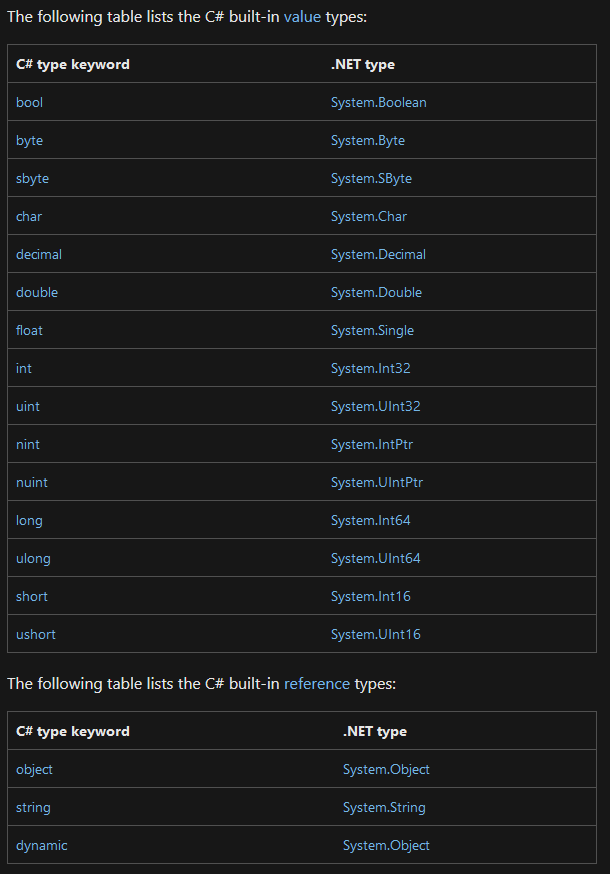 The following table lists the C# built-in value types:
C# type keyword .NET type
bool System.Boolean
byte System.Byte
sbyte System.SByte
char System.Char
decimal System.Decimal
double System.Double
float System.Single
int System.Int32
uint System.UInt32
nint System.IntPtr
nuint System.UIntPtr
long System.Int64
ulong System.UInt64
short System.Int16
ushort System.UInt16
The following table lists the C# built-in reference types:
C# type keyword .NET type
object System.Object
string System.String
dynamic System.Object